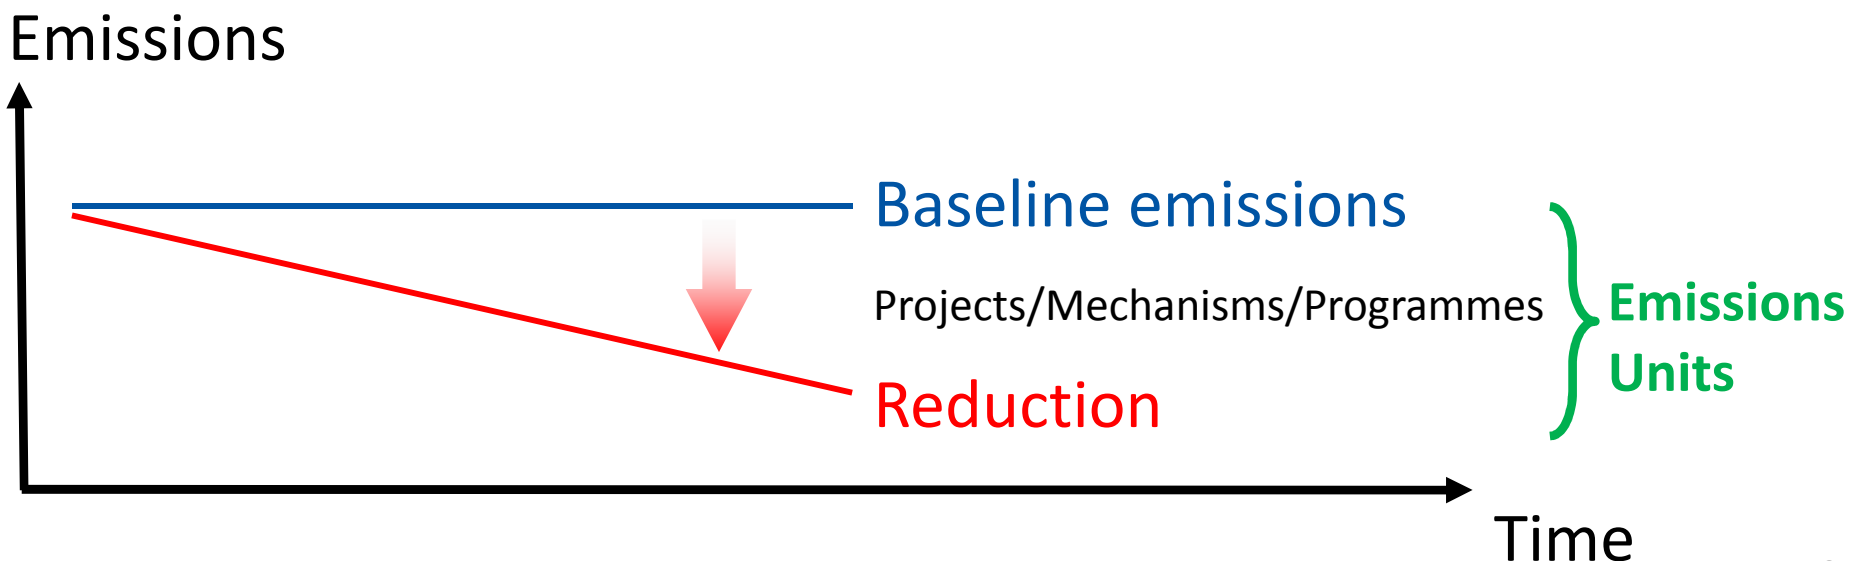 Emissions
Baseline emissions
Projects/Mechanisms/Programmes
Emissions
Units
Reduction
Time